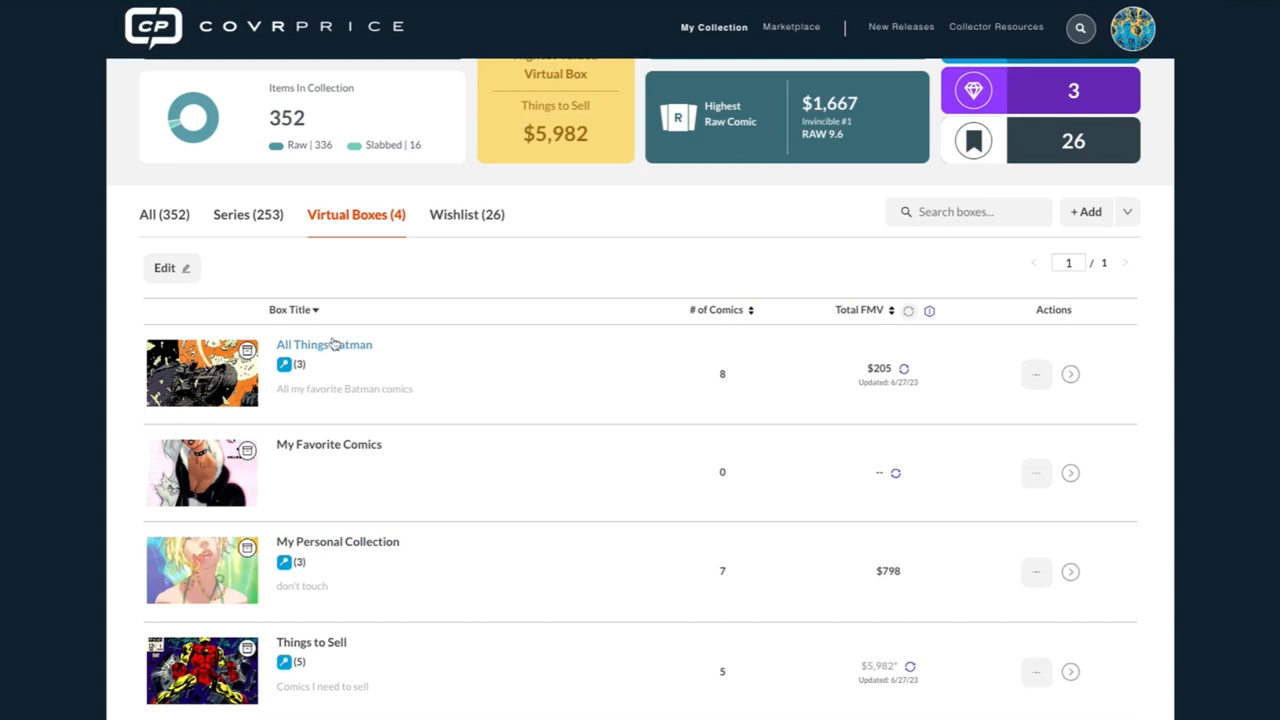 CP COVRPRICE
My Collection
Marketplace
New Releases
Collector Resources
Items In Collection
352
Raw | 336
Slabbed | 16
Virtual Box
Things to Sell
$5,982
R
Highest
Raw Comic
$1,667
Invincible #1
RAW 9.6
3
26
All (352)
Series (253)
Virtual Boxes (4)
Wishlist (26)
Search boxes...
+ Add
Edit
1 / 1
Box Title
# of Comics
Total FMV
Actions
All Things Batman
(3)
All my favorite Batman comics
8
$205
Updated: 6/27/23
...
My Favorite Comics
0
--
...
My Personal Collection
(3)
don't touch
7
$798
...
Things to Sell
(5)
Comics I need to sell
5
$5,982*
Updated: 6/27/23
...